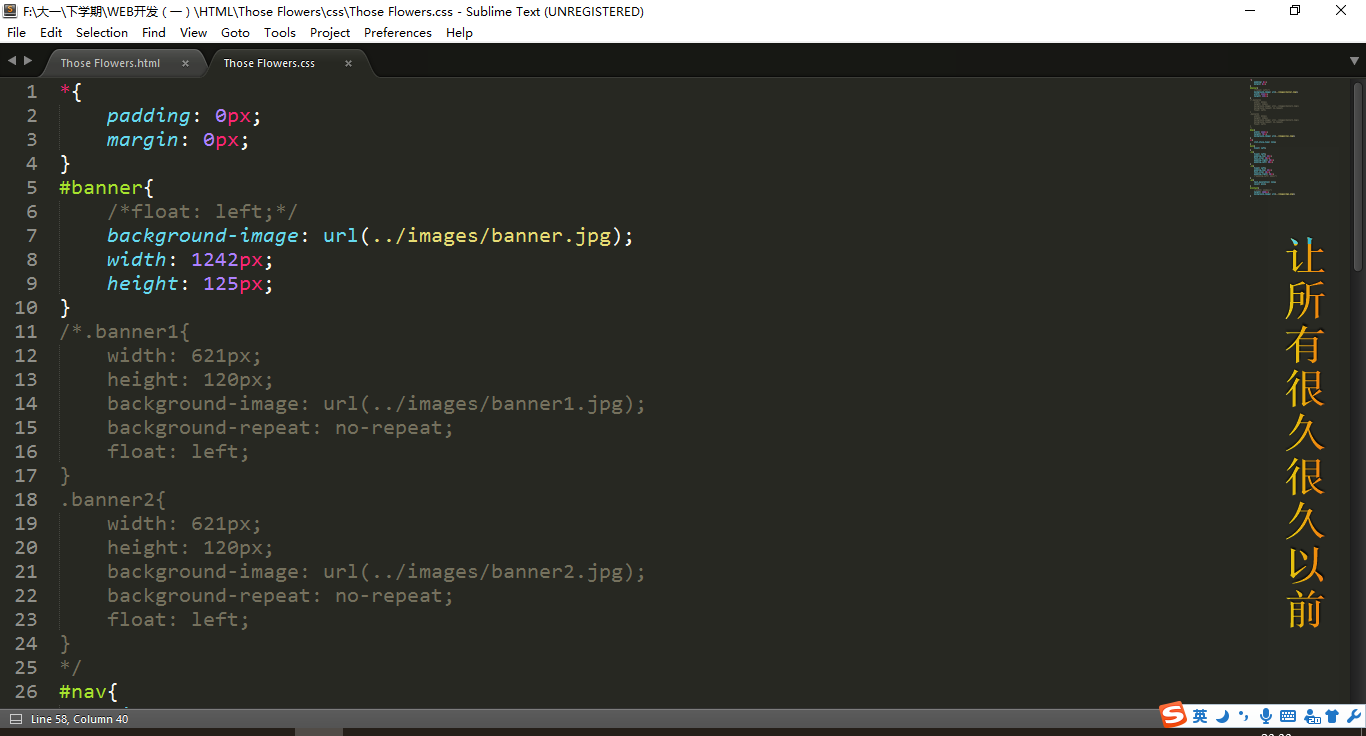 F:\大一\下学期\WEB开发（一）\HTML\Those Flowers\css\Those Flowers.css - Sublime Text (UNREGISTERED)
File Edit Selection Find View Goto Tools Project Preferences Help
Those Flowers.html × Those Flowers.css ×
1 *{
2 padding: 0px;
3 margin: 0px;
4 }
5 #banner{
6 /*float: left;*/
7 background-image: url(../images/banner.jpg);
8 width: 1242px;
9 height: 125px;
10 }
11 /*.banner1{
12 width: 621px;
13 height: 120px;
14 background-image: url(../images/banner1.jpg);
15 background-repeat: no-repeat;
16 float: left;
17 }
18 .banner2{
19 width: 621px;
20 height: 120px;
21 background-image: url(../images/banner2.jpg);
22 background-repeat: no-repeat;
23 float: left;
24 }
25 */
26 #nav{
让所有很久很久以前
Line 58, Column 40
S 英